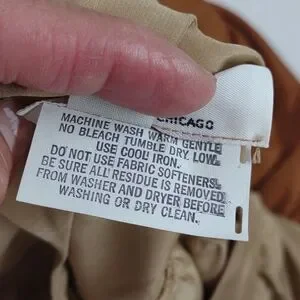 CHICAGO
MACHINE WASH WARM GENTLE
NO BLEACH TUMBLE DRY. LOW.
USE COOL IRON.
DO NOT USE FABRIC SOFTENERS.
BE SURE ALL RESIDUE IS REMOVED
FROM WASHER AND DRYER BEFORE
WASHING OR DRY CLEAN.